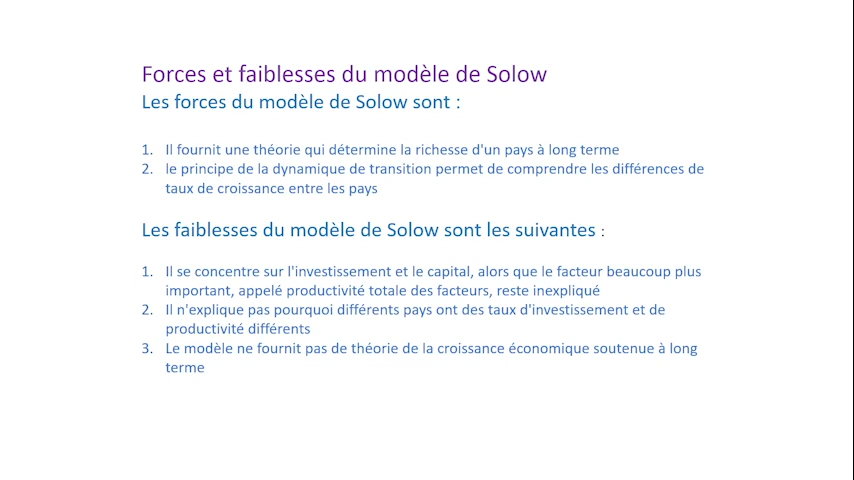 Forces et faiblesses du modèle de Solow
Les forces du modèle de Solow sont :
1. Il fournit une théorie qui détermine la richesse d'un pays à long terme
2. le principe de la dynamique de transition permet de comprendre les différences de
taux de croissance entre les pays
Les faiblesses du modèle de Solow sont les suivantes :
1. Il se concentre sur l'investissement et le capital, alors que le facteur beaucoup plus
important, appelé productivité totale des facteurs, reste inexpliqué
2. Il n'explique pas pourquoi différents pays ont des taux d'investissement et de
productivité différents
3. Le modèle ne fournit pas de théorie de la croissance économique soutenue à long
terme